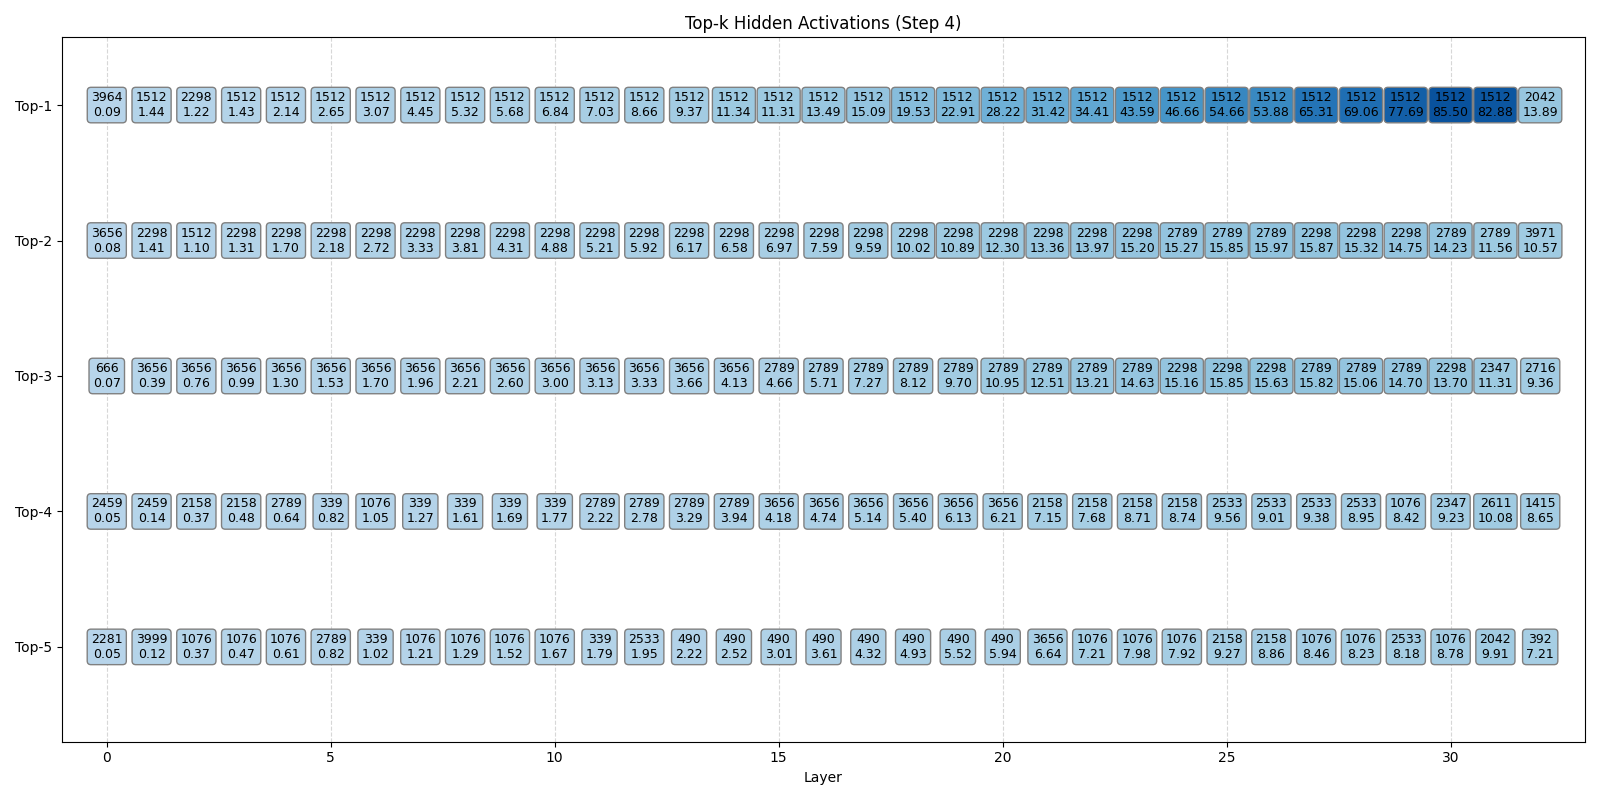 Top-k Hidden Activations (Step 4)
Top-1
3964 1512 2298 1512 1512 1512 1512 1512 1512 1512 1512 1512 1512 1512 1512 1512 1512 1512 1512 1512 1512 1512 1512 1512 1512 1512 1512 1512 1512 1512 1512 1512 2042
0.09 1.44 1.22 1.43 2.14 2.65 3.07 4.45 5.32 5.68 6.84 7.03 8.66 9.37 11.34 11.31 13.49 15.09 19.53 22.91 28.22 31.42 34.41 43.59 46.66 54.66 53.88 65.31 69.06 77.69 85.50 82.88 13.89
Top-2
3656 2298 1512 2298 2298 2298 2298 2298 2298 2298 2298 2298 2298 2298 2298 2298 2298 2298 2298 2298 2298 2298 2298 2298 2789 2789 2789 2298 2298 2298 2789 2789 3971
0.08 1.41 1.10 1.31 1.70 2.18 2.72 3.33 3.81 4.31 4.88 5.21 5.92 6.17 6.58 6.97 7.59 9.59 10.02 10.89 12.30 13.36 13.97 15.20 15.27 15.85 15.97 15.87 15.32 14.75 14.23 11.56 10.57
Top-3
666 3656 3656 3656 3656 3656 3656 3656 3656 3656 3656 3656 3656 3656 3656 2789 2789 2789 2789 2789 2789 2789 2789 2789 2298 2298 2298 2789 2789 2789 2298 2347 2716
0.07 0.39 0.76 0.99 1.30 1.53 1.70 1.96 2.21 2.60 3.00 3.13 3.33 3.66 4.13 4.66 5.71 7.27 8.12 9.70 10.95 12.51 13.21 14.63 15.16 15.85 15.63 15.82 15.06 14.70 13.70 11.31 9.36
Top-4
2459 2459 2158 2158 2789 339 1076 339 339 339 339 2789 2789 2789 2789 3656 3656 3656 3656 3656 3656 2158 2158 2158 2158 2533 2533 2533 2533 1076 2347 2611 1415
0.05 0.14 0.37 0.48 0.64 0.82 1.05 1.27 1.61 1.69 1.77 2.22 2.78 3.29 3.94 4.18 4.74 5.14 5.40 6.13 6.21 7.15 7.68 8.71 8.74 9.56 9.01 9.38 8.95 8.42 9.23 10.08 8.65
Top-5
2281 3999 1076 1076 1076 2789 339 1076 1076 1076 1076 339 2533 490 490 490 490 490 490 490 490 3656 1076 1076 1076 2158 2158 1076 1076 2533 1076 2042 392
0.05 0.12 0.37 0.47 0.61 0.82 1.02 1.21 1.29 1.52 1.67 1.79 1.95 2.22 2.52 3.01 3.61 4.32 4.93 5.52 5.94 6.64 7.21 7.98 7.92 9.27 8.86 8.46 8.23 8.18 8.78 9.91 7.21
0 5 10 15 20 25 30
Layer